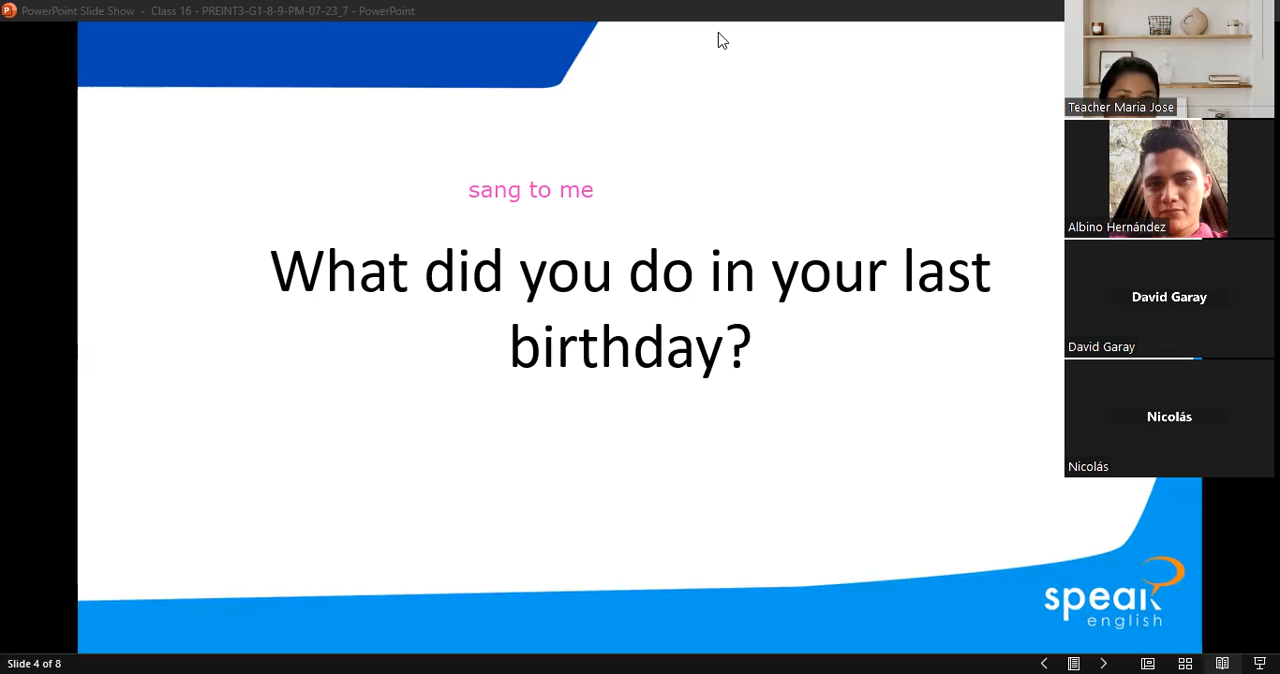 PowerPoint Slide Show - Class 16 - PREINT3-G1-8-9-PM-07-23_7 - PowerPoint
Teacher Maria Jose
sang to me
Albino Hernández
What did you do in your last
birthday?
David Garay
David Garay
Nicolás
Nicolás
speak
english
Slide 4 of 8